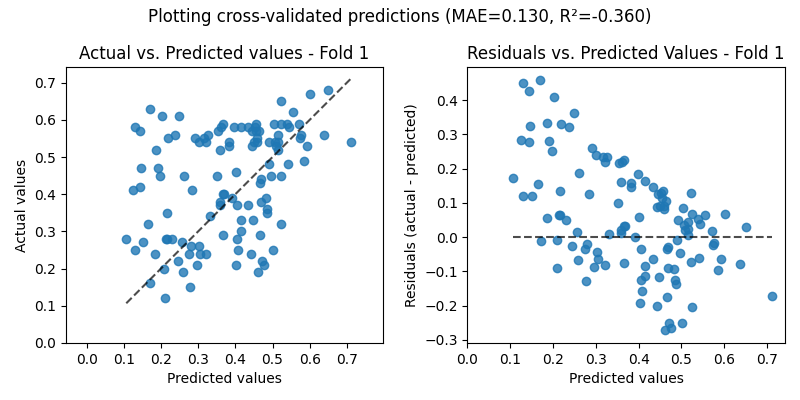 Plotting cross-validated predictions (MAE=0.130, R²=-0.360)
Actual vs. Predicted values - Fold 1
Actual values
0.7
0.6
0.5
0.4
0.3
0.2
0.1
0.0
0.0 0.1 0.2 0.3 0.4 0.5 0.6 0.7
Predicted values
Residuals vs. Predicted Values - Fold 1
Residuals (actual - predicted)
0.4
0.3
0.2
0.1
0.0
−0.1
−0.2
−0.3
0.0 0.1 0.2 0.3 0.4 0.5 0.6 0.7
Predicted values